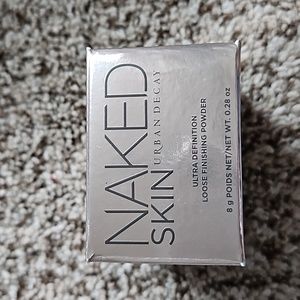 NAKED
SKIN
URBAN DECAY
ULTRA DEFINITION
LOOSE FINISHING POWDER
8 g POIDS NET/NET WT. 0.28 oz